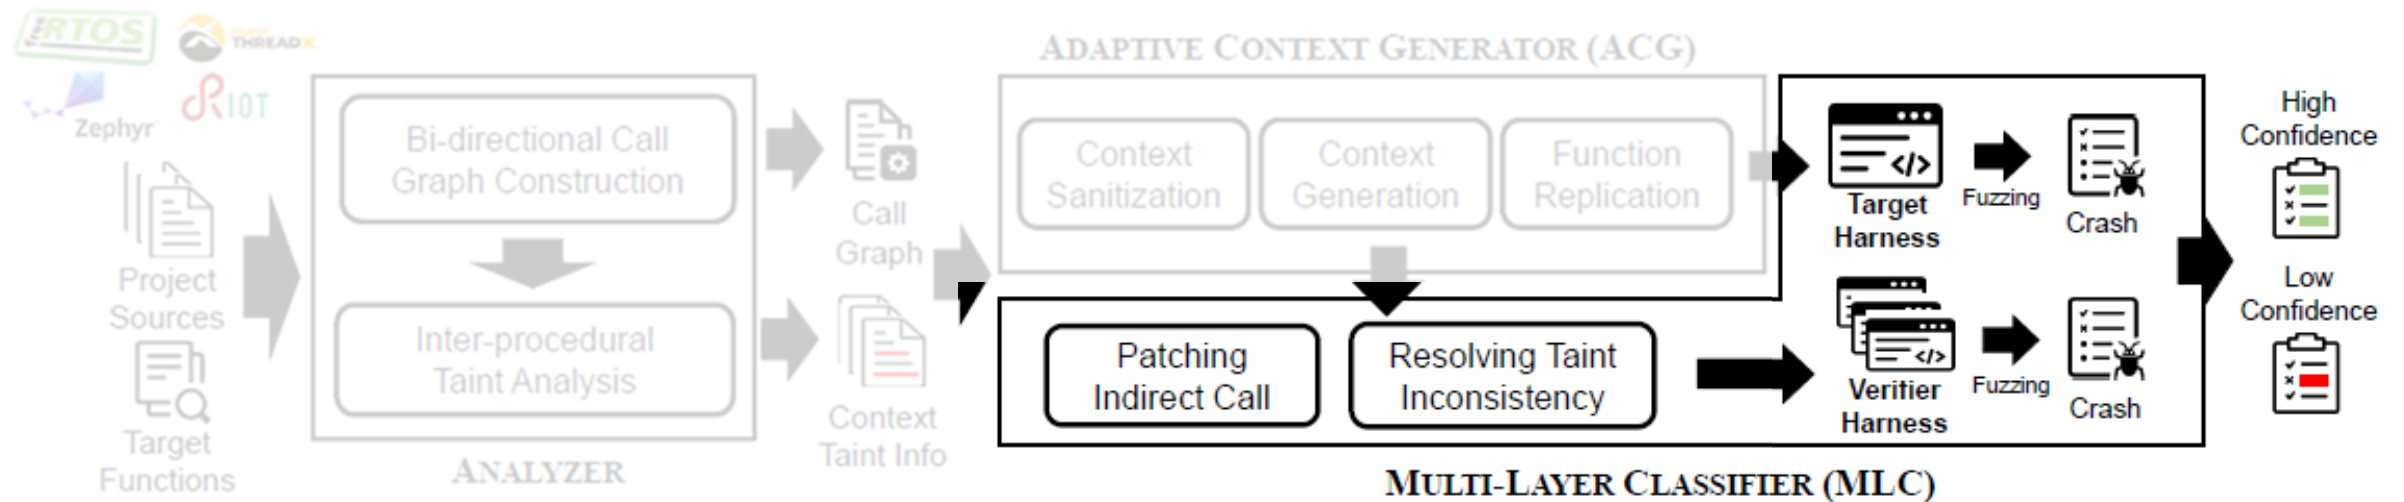 free
RTOS
THREADX
Zephyr
RIOT
Project
Sources
Target
Functions
Bi-directional Call
Graph Construction
Inter-procedural
Taint Analysis
ANALYZER
Call
Graph
Context
Taint Info
ADAPTIVE CONTEXT GENERATOR (ACG)
Context
Sanitization
Context
Generation
Function
Replication
Patching
Indirect Call
Resolving Taint
Inconsistency
Target
Harness
Fuzzing
Crash
Verifier
Harness
Fuzzing
Crash
MULTI-LAYER CLASSIFIER (MLC)
High
Confidence
Low
Confidence